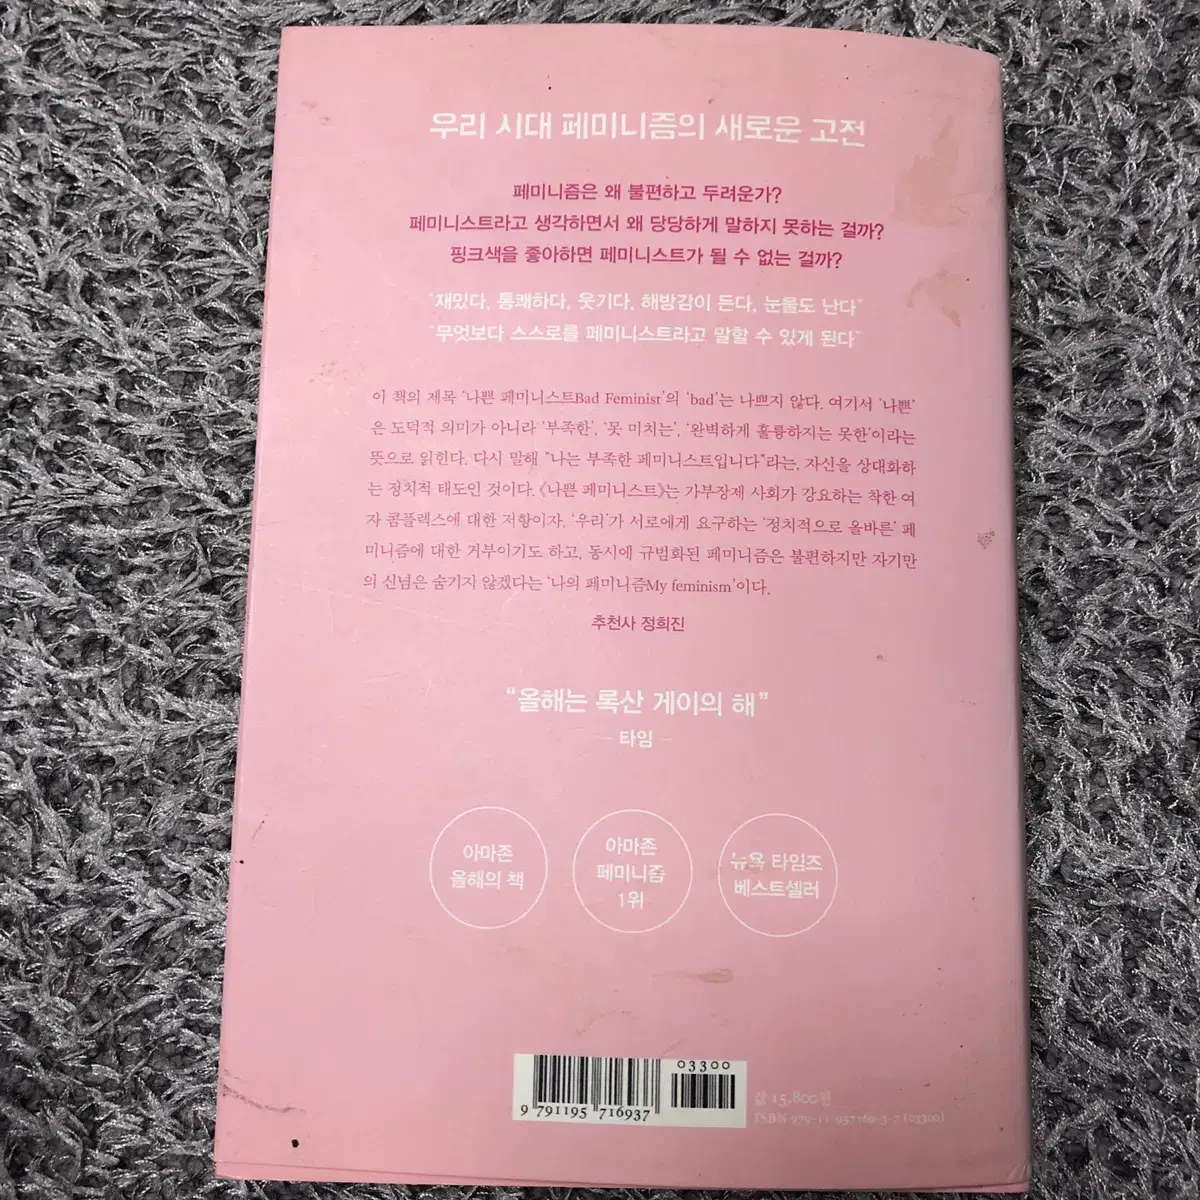 우리 시대 페미니즘의 새로운 고전
페미니즘은 왜 불편하고 두려운가?
페미니스트라고 생각하면서 왜 당당하게 말하지 못하는 걸까?
핑크색을 좋아하면 페미니스트가 될 수 없는 걸까?
“재밌다, 통쾌하다, 웃기다, 해방감이 든다, 눈물도 난다”
“무엇보다 스스로를 페미니스트라고 말할 수 있게 된다”
이 책의 제목 ‘나쁜 페미니스트Bad Feminist’의 ‘bad’는 나쁘지 않다. 여기서 ‘나쁜’
은 도덕적 의미가 아니라 ‘부족한’, ‘못 미치는’, ‘완벽하게 훌륭하지는 못한’이라는
뜻으로 읽힌다. 다시 말해 “나는 부족한 페미니스트입니다”라는, 자신을 상대화하
는 정치적 태도인 것이다. 《나쁜 페미니스트》는 가부장제 사회가 강요하는 착한 여
자 콤플렉스에 대한 저항이자, ‘우리’가 서로에게 요구하는 ‘정치적으로 올바른’ 페
미니즘에 대한 거부이기도 하고, 동시에 규범화된 페미니즘은 불편하지만 자기만
의 신념은 숨기지 않겠다는 ‘나의 페미니즘My feminism’이다.
추천사 정희진
“올해는 록산 게이의 해”
- 타임 -
아마존
올해의 책
아마존
페미니즘
1위
뉴욕 타임즈
베스트셀러
03300
9 791195 716937
값 15,800원
ISBN 979-11-957169-3-7 (03300)